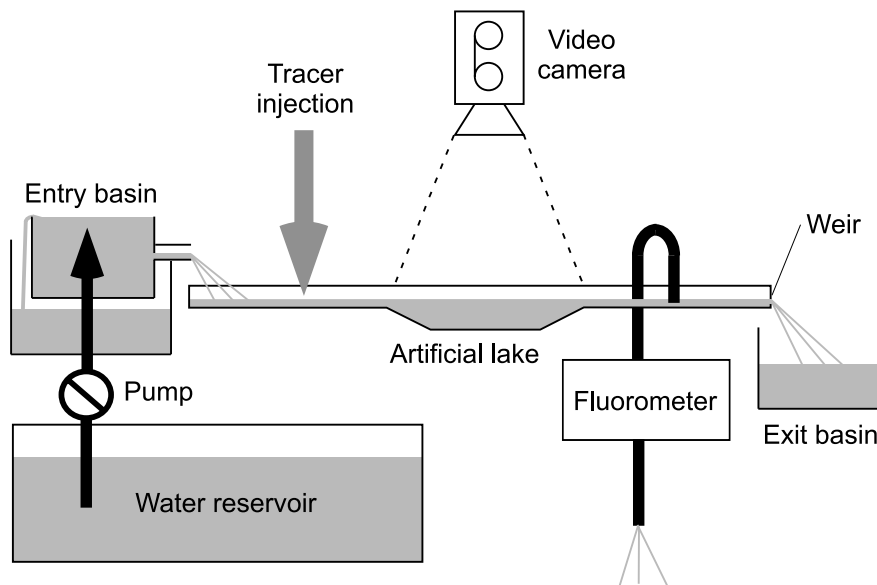 Video
camera
Tracer
injection
Entry basin
Weir
Artificial lake
Pump
Fluorometer
Exit basin
Water reservoir